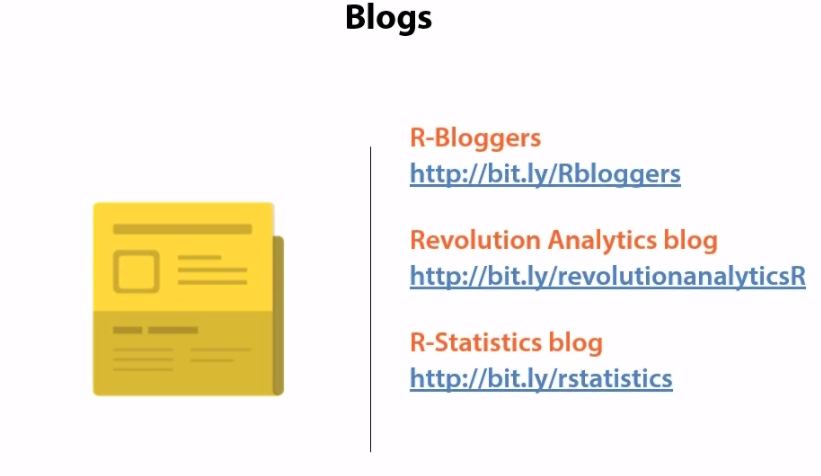 Blogs
R-Bloggers
http://bit.ly/Rbloggers
Revolution Analytics blog
http://bit.ly/revolutionanalyticsR
R-Statistics blog
http://bit.ly/rstatistics